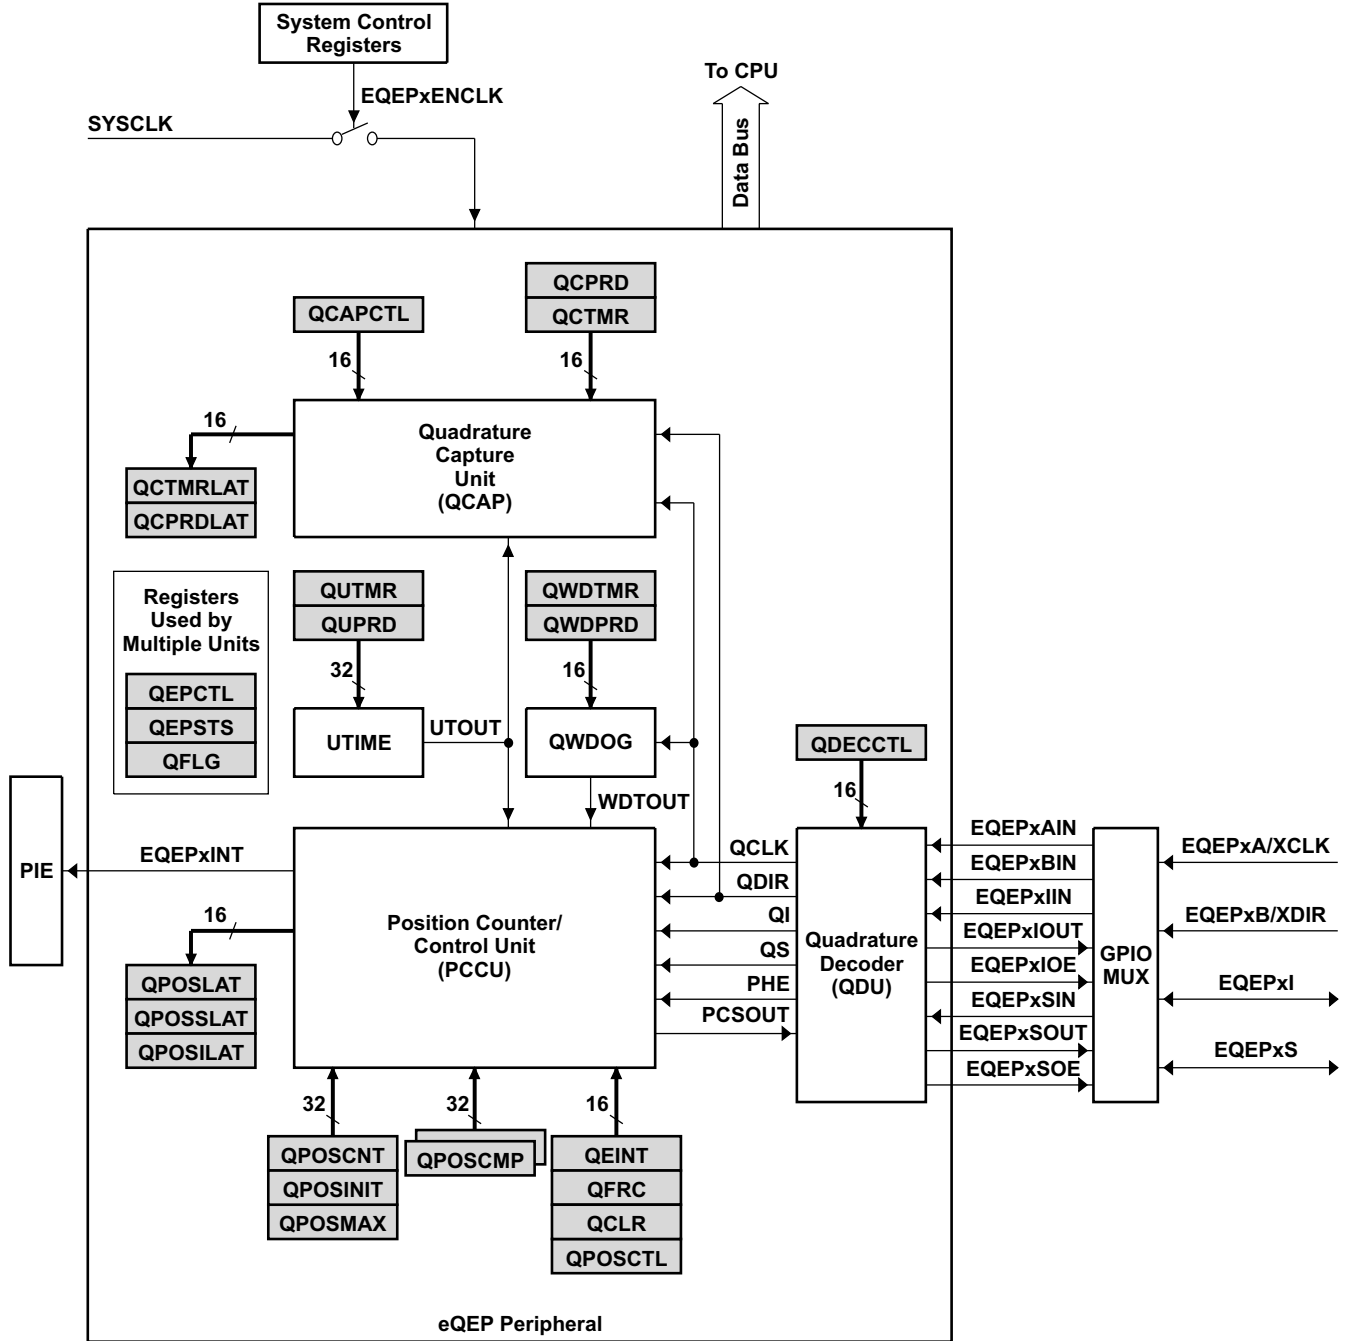 System Control
Registers
To CPU
EQEPxENCLK
SYSCLK
Data Bus
QCPRD
QCAPCTL
QCTMR
16
16
16
Quadrature
Capture
Unit
(QCAP)
QCTMRLAT
QCPRDLAT
Registers
Used by
Multiple Units
QEPCTL
QEPSTS
QFLG
QUTMR
QUPRD
32
UTIME
UTOUT
QWDTMR
QWDPRD
16
QWDOG
WDTOUT
QDECCTL
16
PIE
EQEPxINT
16
QPOSLAT
QPOSSLAT
QPOSILAT
Position Counter/
Control Unit
(PCCU)
QCLK
QDIR
QI
QS
PHE
PCSOUT
Quadrature
Decoder
(QDU)
EQEPxAIN
EQEPxBIN
EQEPxIIN
EQEPxIOUT
EQEPxIOE
EQEPxSIN
EQEPxSOUT
EQEPxSOE
GPIO
MUX
EQEPxA/XCLK
EQEPxB/XDIR
EQEPxI
EQEPxS
32
32
16
QPOSCNT
QPOSINIT
QPOSMAX
QPOSCMP
QEINT
QFRC
QCLR
QPOSCTL
eQEP Peripheral